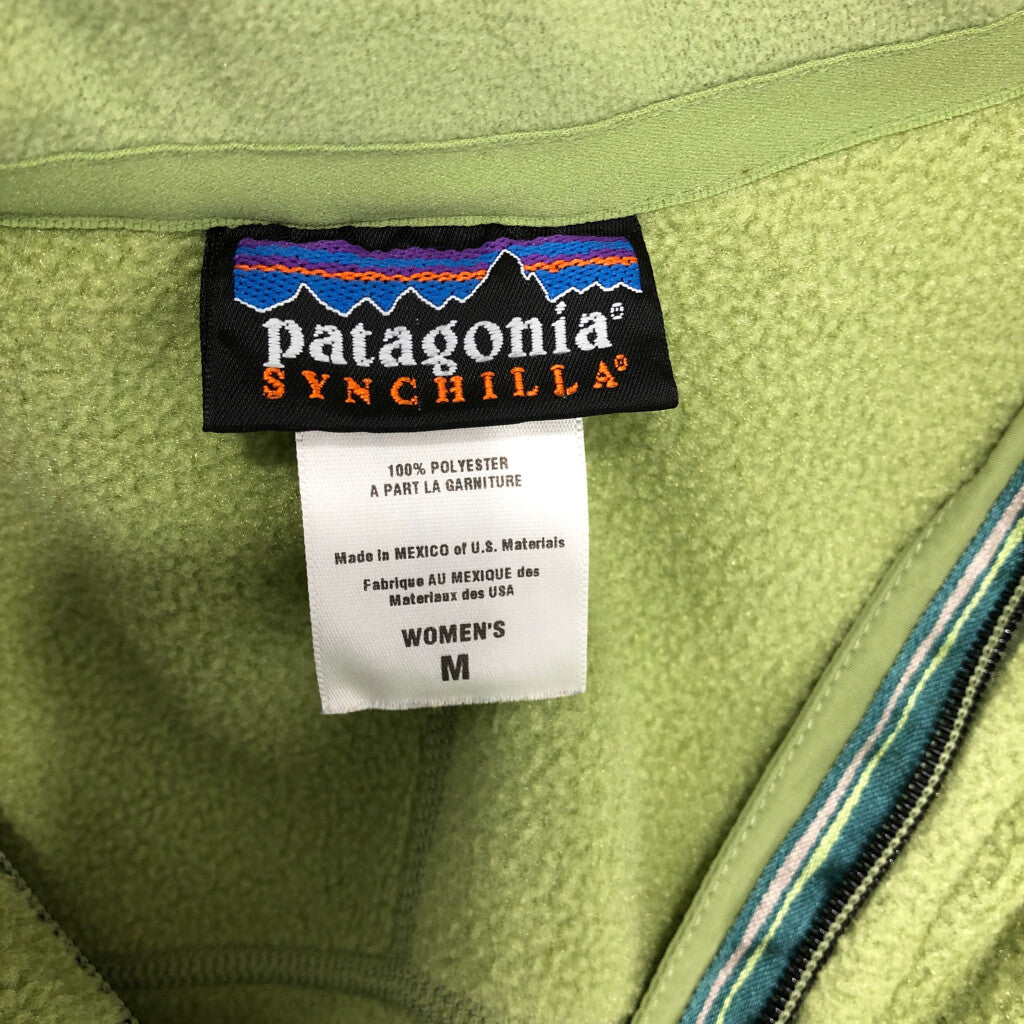 patagonia®
SYNCHILLA®
100% POLYESTER
A PART LA GARNITURE
Made in MEXICO of U.S. Materials
Fabrique AU MEXIQUE des
Materiaux des USA
WOMEN'S
M